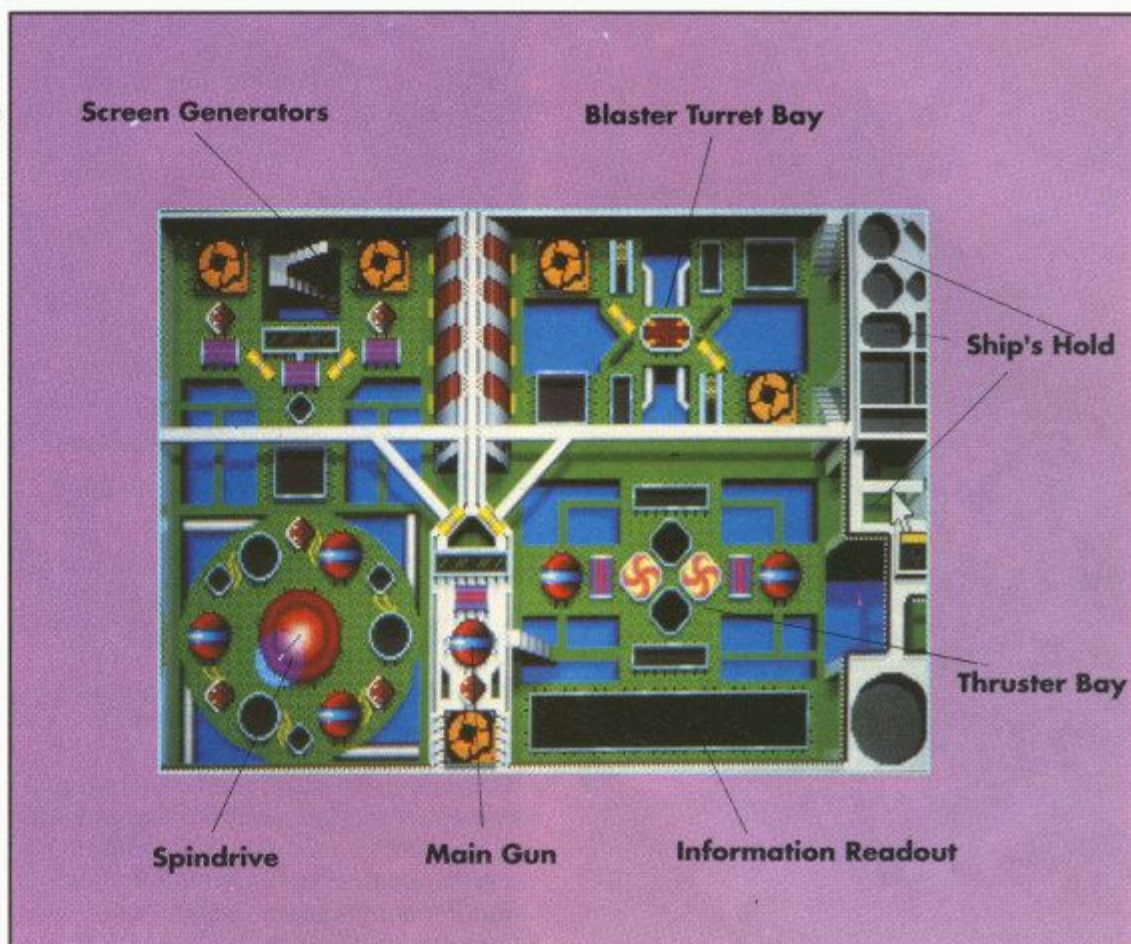 Screen Generators
Blaster Turret Bay
Ship's Hold
Thruster Bay
Spindrive
Main Gun
Information Readout